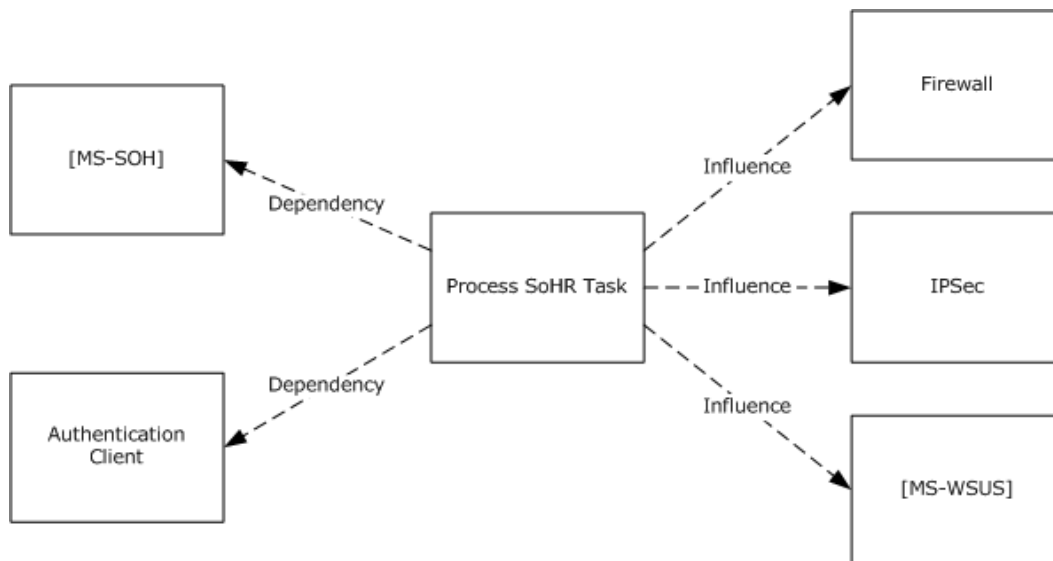 Firewall
[MS-SOH]
Influence
Dependency
Process SoHR Task
Influence
IPSec
Dependency
Influence
Authentication
Client
[MS-WSUS]